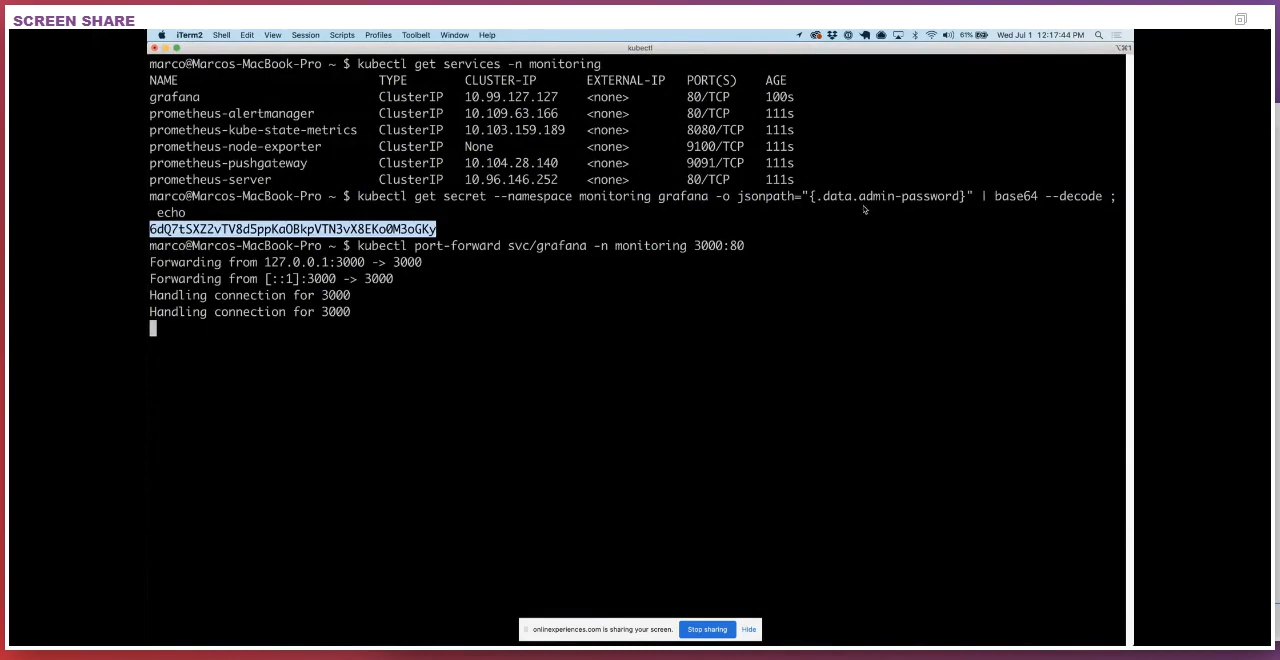 SCREEN SHARE
iTerm2 Shell Edit View Session Scripts Profiles Toolbelt Window Help 61% Wed Jul 1 12:17:44 PM
kubectl ⌥⌘1
marco@Marcos-MacBook-Pro ~ $ kubectl get services -n monitoring
NAME TYPE CLUSTER-IP EXTERNAL-IP PORT(S) AGE
grafana ClusterIP 10.99.127.127 <none> 80/TCP 100s
prometheus-alertmanager ClusterIP 10.109.63.166 <none> 80/TCP 111s
prometheus-kube-state-metrics ClusterIP 10.103.159.189 <none> 8080/TCP 111s
prometheus-node-exporter ClusterIP None <none> 9100/TCP 111s
prometheus-pushgateway ClusterIP 10.104.28.140 <none> 9091/TCP 111s
prometheus-server ClusterIP 10.96.146.252 <none> 80/TCP 111s
marco@Marcos-MacBook-Pro ~ $ kubectl get secret --namespace monitoring grafana -o jsonpath="{.data.admin-password}" | base64 --decode ;
echo
6dQ7tSXZ2vTV8d5ppKaOBkpVTN3vX8EKo0M3oGKy
marco@Marcos-MacBook-Pro ~ $ kubectl port-forward svc/grafana -n monitoring 3000:80
Forwarding from 127.0.0.1:3000 -> 3000
Forwarding from [::1]:3000 -> 3000
Handling connection for 3000
Handling connection for 3000
onlinexperiences.com is sharing your screen. Stop sharing Hide